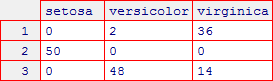 setosa versicolor virginica
1 0 2 36
2 50 0 0
3 0 48 14